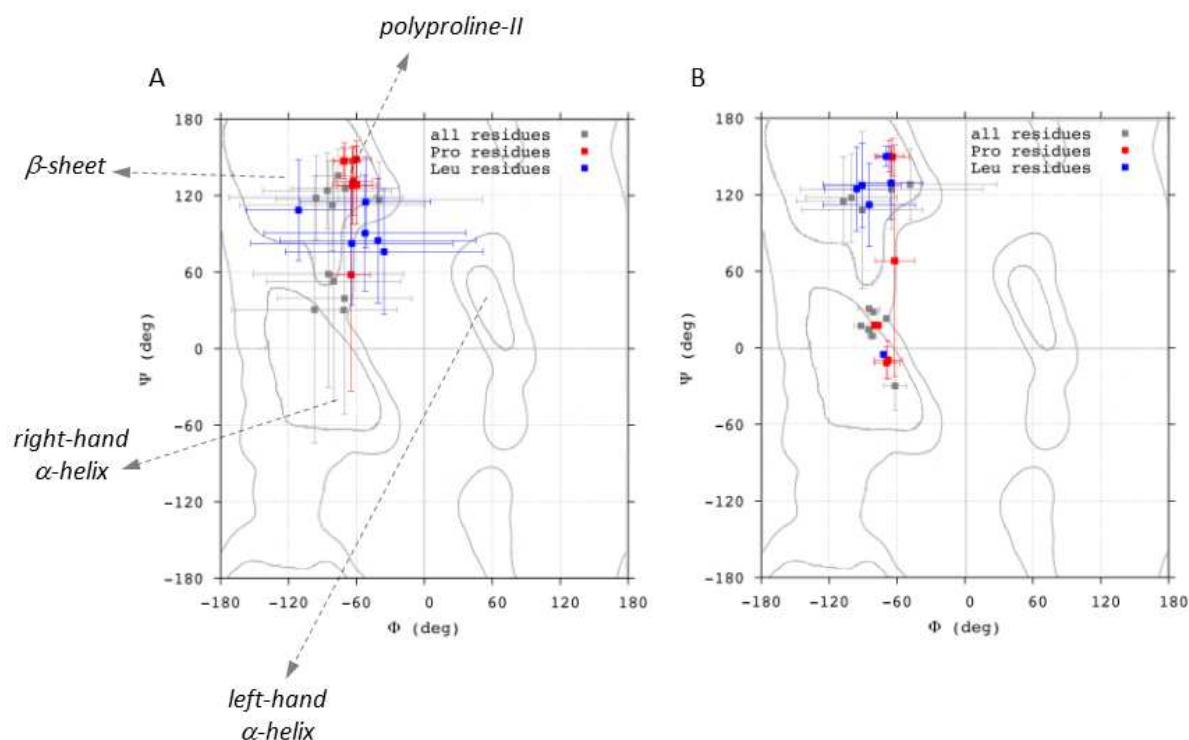 polyproline-II
A
B
β-sheet
right-hand
α-helix
left-hand
α-helix
all residues
Pro residues
Leu residues
180
120
60
0
-60
-120
-180
Ψ (deg)
-180 -120 -60 0 60 120 180
Φ (deg)
all residues
Pro residues
Leu residues
180
120
60
0
-60
-120
-180
Ψ (deg)
-180 -120 -60 0 60 120 180
Φ (deg)